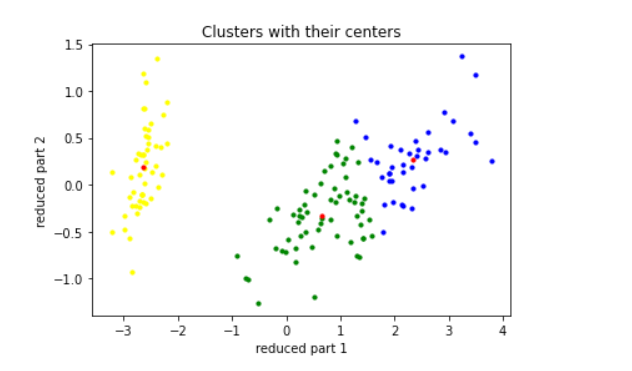 Clusters with their centers
1.5
1.0
0.5
0.0
−0.5
−1.0
reduced part 2
−3 −2 −1 0 1 2 3 4
reduced part 1